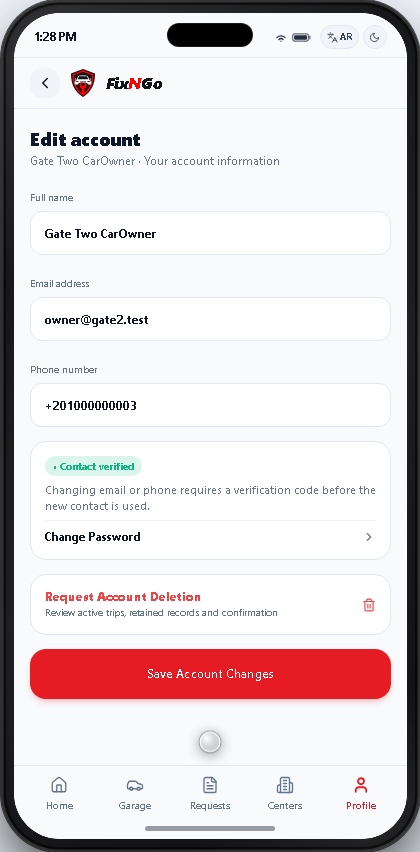 1:28 PM
AR
FixNGo
Edit account
Gate Two CarOwner · Your account information
Full name
Gate Two CarOwner
Email address
owner@gate2.test
Phone number
+201000000003
• Contact verified
Changing email or phone requires a verification code before the
new contact is used.
Change Password
Request Account Deletion
Review active trips, retained records and confirmation
Save Account Changes
Home Garage Requests Centers Profile